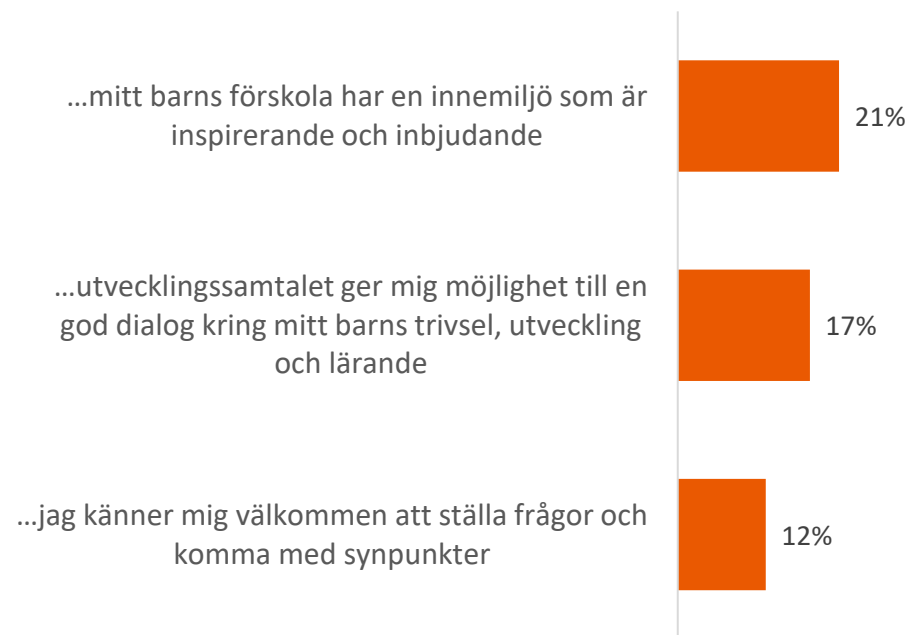 ...mitt barns förskola har en innemiljö som är
inspirerande och inbjudande
21%
...utvecklingssamtalet ger mig möjlighet till en
god dialog kring mitt barns trivsel, utveckling
och lärande
17%
...jag känner mig välkommen att ställa frågor och
komma med synpunkter
12%